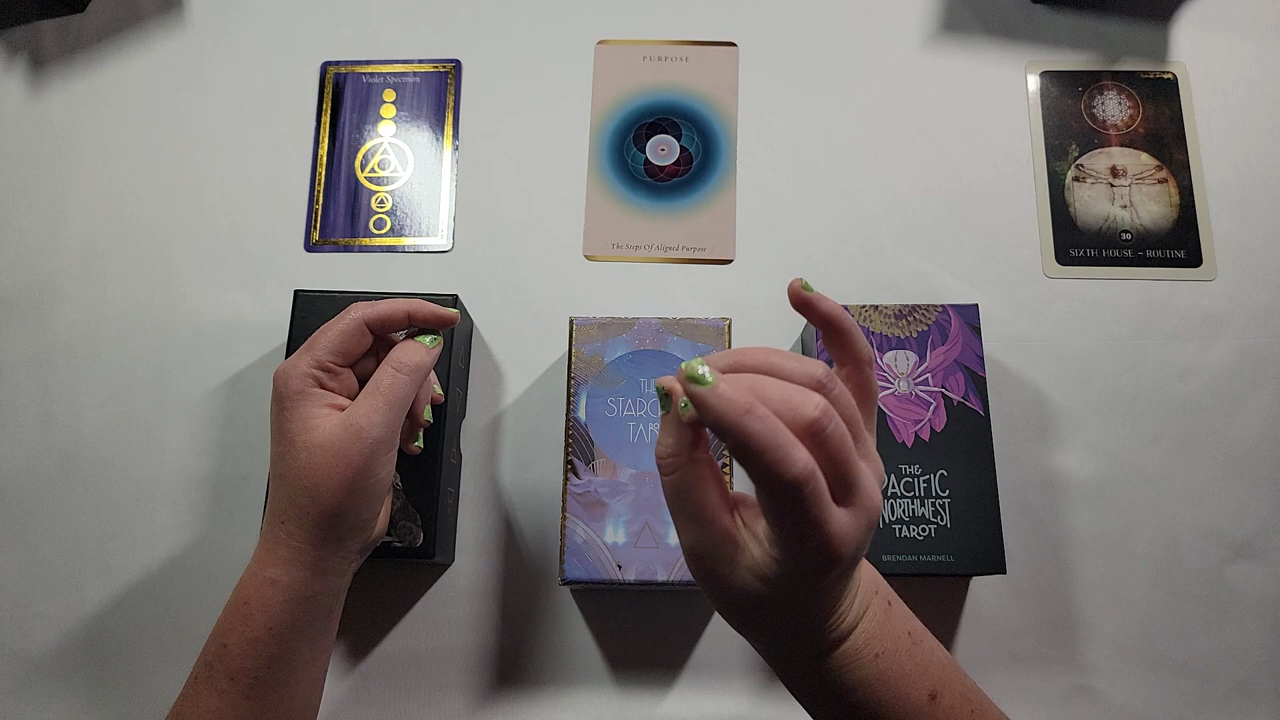 Violet Spectrum
PURPOSE
The Steps Of Aligned Purpose
30
SIXTH HOUSE - ROUTINE
THE
PACIFIC
NORTHWEST
TAROT
BRENDAN MARNELL